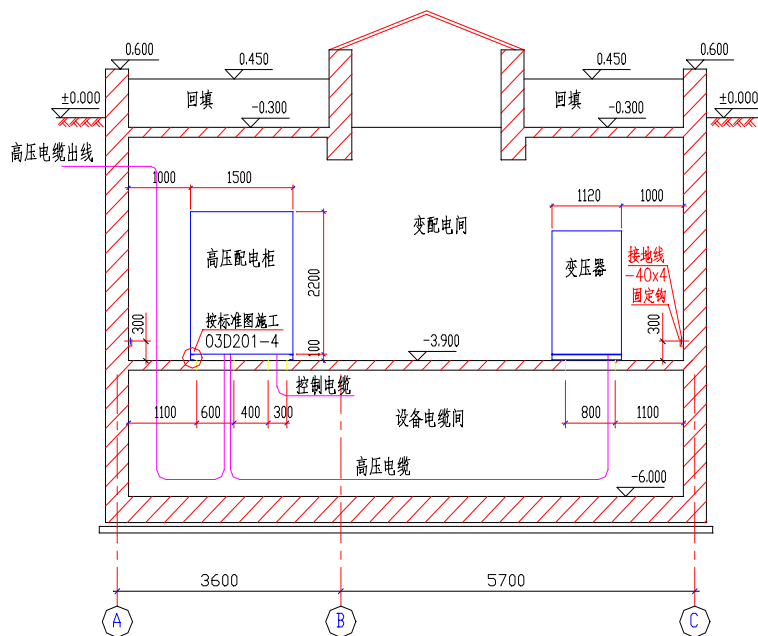 0.600
0.450
0.450
0.600
±0.000
回填
-0.300
-0.300
回填
±0.000
高压电缆出线
1000
1500
1120
1000
变配电间
高压配电柜
变压器
接地线
-40x4
固定钩
2200
300
按标准图施工
03D201-4
100
-3.900
300
控制电缆
1100
600
400
300
设备电缆间
800
1100
高压电缆
-6.000
3600
5700
A
B
C